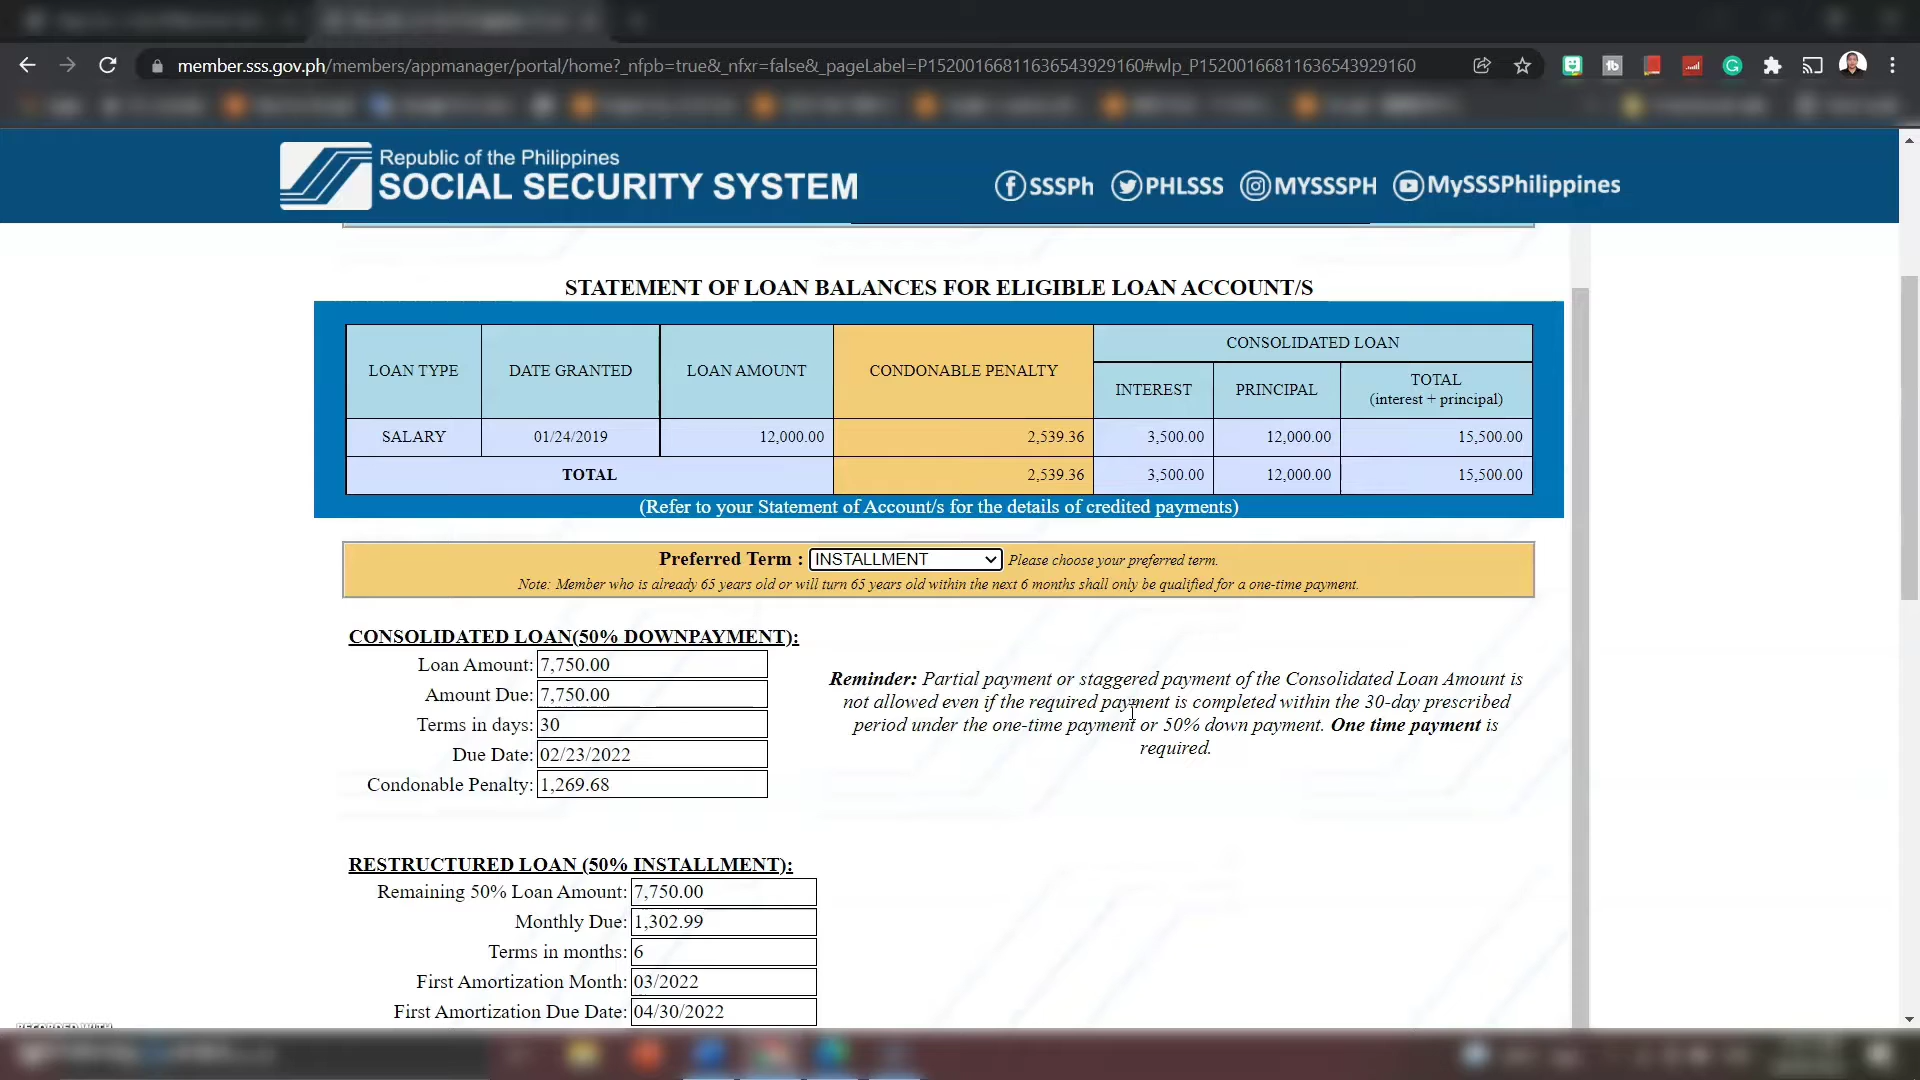 member.sss.gov.ph/members/appmanager/portal/home?_nfpb=true&_nfxr=false&_pageLabel=P1520016681163654392­9160#wlp_P15200166811636543929160
Republic of the Philippines
SOCIAL SECURITY SYSTEM
SSSPh PHLSSS MYSSSPH MySSSPhilippines
STATEMENT OF LOAN BALANCES FOR ELIGIBLE LOAN ACCOUNT/S
LOAN TYPE DATE GRANTED LOAN AMOUNT CONDONABLE PENALTY CONSOLIDATED LOAN
INTEREST PRINCIPAL TOTAL
(interest + principal)
SALARY 01/24/2019 12,000.00 2,539.36 3,500.00 12,000.00 15,500.00
TOTAL 2,539.36 3,500.00 12,000.00 15,500.00
(Refer to your Statement of Account/s for the details of credited payments)
Preferred Term : INSTALLMENT Please choose your preferred term.
Note: Member who is already 65 years old or will turn 65 years old within the next 6 months shall only be qualified for a one-time payment.
CONSOLIDATED LOAN(50% DOWNPAYMENT):
Loan Amount: 7,750.00
Amount Due: 7,750.00
Terms in days: 30
Due Date: 02/23/2022
Condonable Penalty: 1,269.68
Reminder: Partial payment or staggered payment of the Consolidated Loan Amount is
not allowed even if the required payment is completed within the 30-day prescribed
period under the one-time payment or 50% down payment. One time payment is
required.
RESTRUCTURED LOAN (50% INSTALLMENT):
Remaining 50% Loan Amount: 7,750.00
Monthly Due: 1,302.99
Terms in months: 6
First Amortization Month: 03/2022
First Amortization Due Date: 04/30/2022